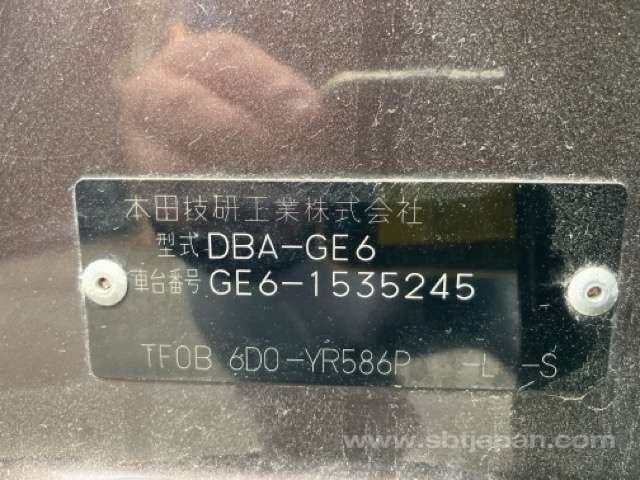 本田技研工業株式会社
型式 DBA-GE6
車台番号 GE6-1535245
TF0B 6D0-YR586P -L -S
www.sbtjapan.com